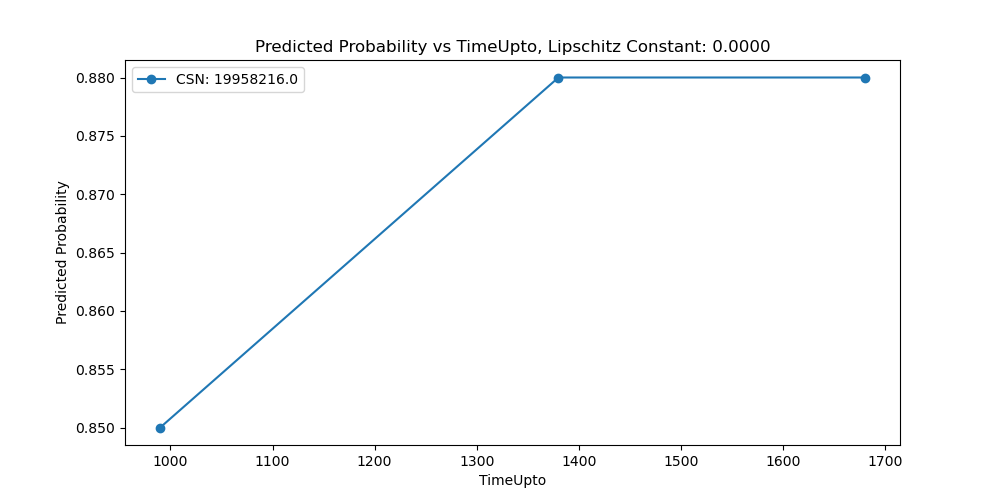 Predicted Probability vs TimeUpto, Lipschitz Constant: 0.0000
CSN: 19958216.0
Predicted Probability
0.880
0.875
0.870
0.865
0.860
0.855
0.850
1000 1100 1200 1300 1400 1500 1600 1700
TimeUpto